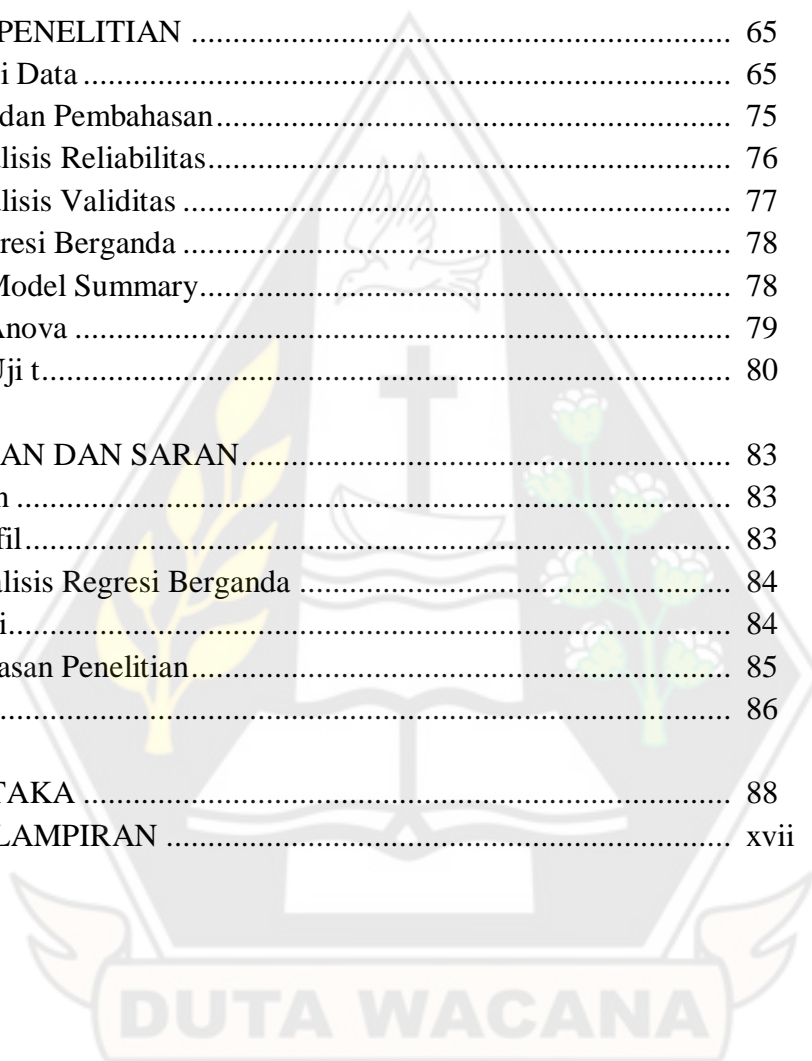 PENELITIAN ........................................................................ 65
i Data ...................................................................................... 65
dan Pembahasan.................................................................... 75
lisis Reliabilitas...................................................................... 76
lisis Validitas ......................................................................... 77
resi Berganda ......................................................................... 78
Model Summary...................................................................... 78
Anova ...................................................................................... 79
Uji t.......................................................................................... 80
AN DAN SARAN................................................................. 83
n ............................................................................................... 83
fil.............................................................................................. 83
lisis Regresi Berganda .......................................................... 84
i................................................................................................ 84
asan Penelitian....................................................................... 85
.................................................................................................. 86
TAKA ...................................................................................... 88
LAMPIRAN ........................................................................... xvii
DUTA WACANA